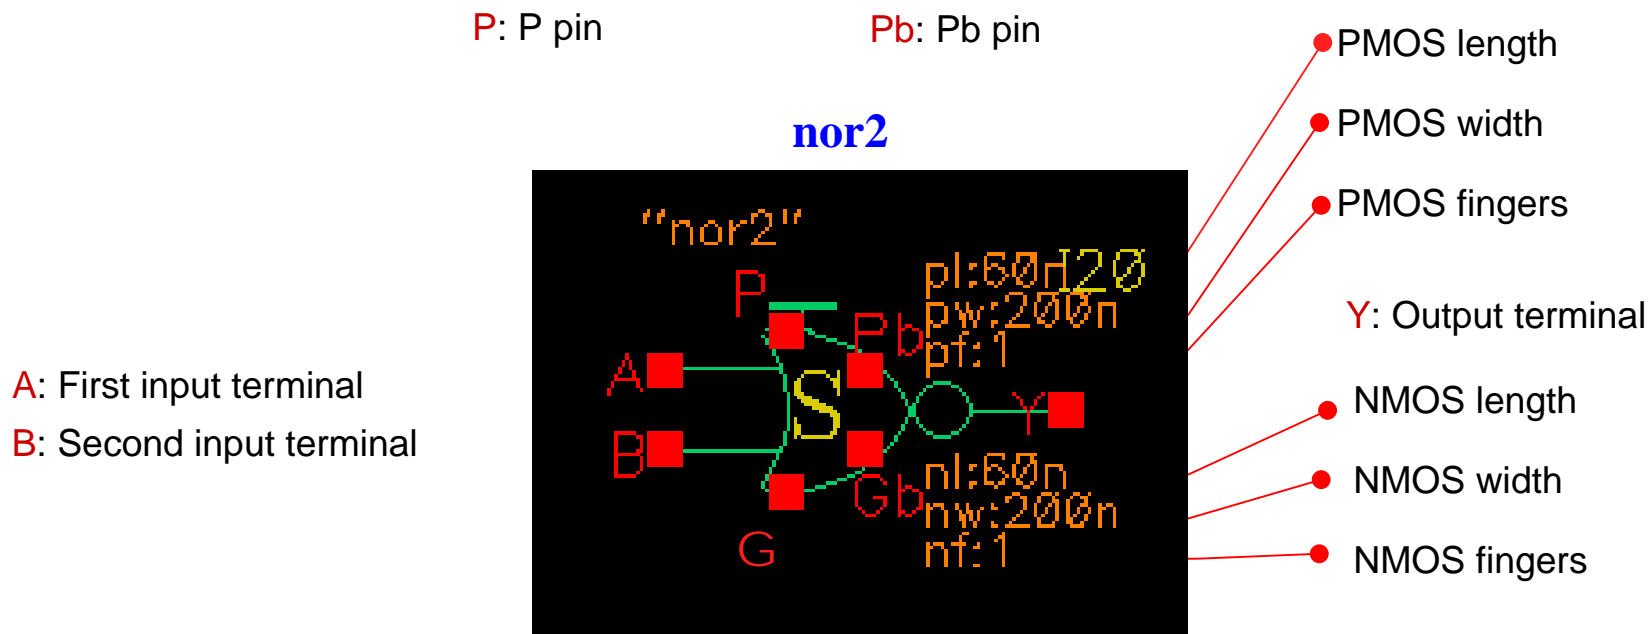 P: P pin
Pb: Pb pin
PMOS length
nor2
PMOS width
PMOS fingers
"nor2"
P
pl:60n
I20
pw:200n
Pb
pf:1
Y: Output terminal
A
S
A: First input terminal
Y
NMOS length
B
B: Second input terminal
nl:60n
Gb
nw:200n
NMOS width
G
nf:1
NMOS fingers